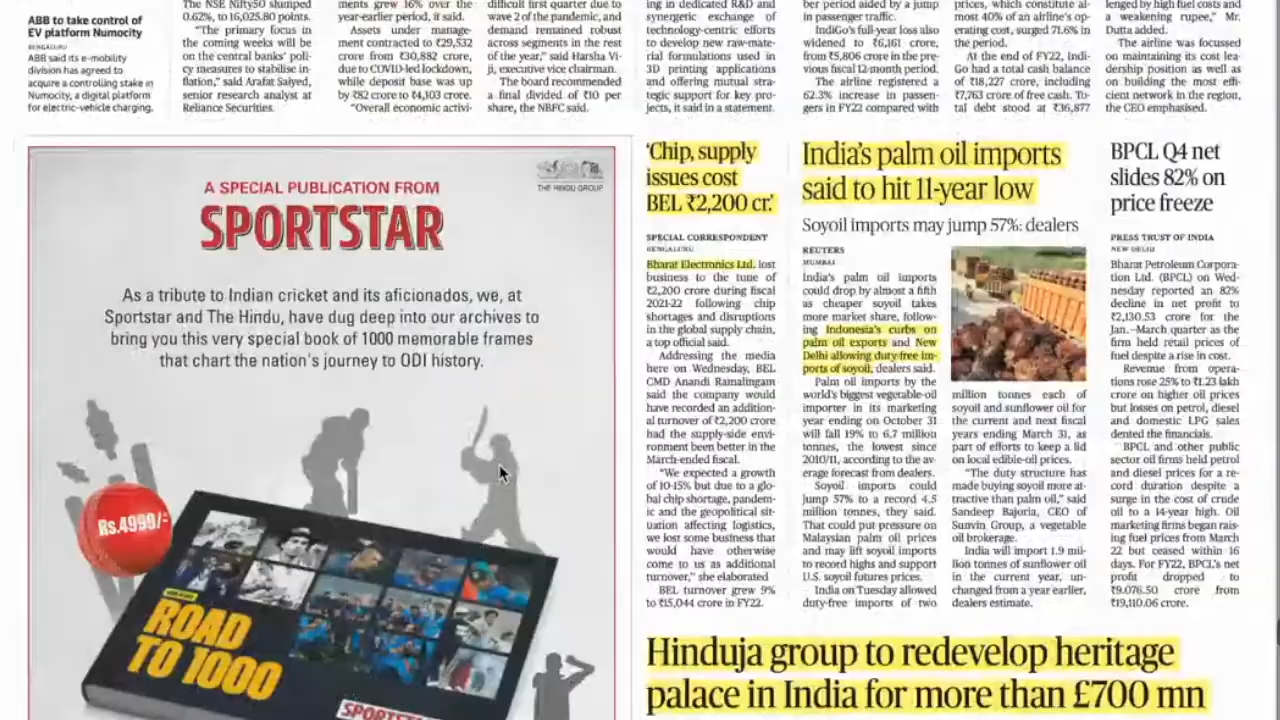 ABB to take control of
EV platform Numocity
BENGALURU
ABB said its e-mobility
division has agreed to
acquire a controlling stake in
Numocity, a digital platform
for electric-vehicle charging.
The NSE Nifty50 slumped
0.62%, to 16,025.80 points.
"The primary focus in
the coming weeks will be
on the central banks' poli-
cy measures to stabilise in-
flation," said Arafat Saiyed,
senior research analyst at
Reliance Securities.
ments grew 16% over the
year-earlier period, it said.
Assets under manage-
ment contracted to ₹29,532
crore from ₹30,882 crore,
due to COVID-led lockdown,
while deposit base was up
by ₹82 crore to ₹4,103 crore.
"Overall economic activi-
difficult first quarter due to
wave 2 of the pandemic, and
demand remained robust
across segments in the rest
of the year," said Harsha Vi-
ji, executive vice chairman.
The board recommended
a final divided of ₹10 per
share, the NBFC said.
ing in dedicated R&D and
synergic exchange of
technology-centric efforts
to develop new raw-mate-
rial formulations used in
3D printing applications
and offering mutual stra-
tegic support for key pro-
jects, it said in a statement.
ber period aided by a jump
in passenger traffic.
IndiGo's full-year loss also
widened to ₹6,161 crore,
from ₹5,806 crore in the pre-
vious fiscal 12-month period.
The airline registered a
62.3% increase in passen-
gers in FY22 compared with
prices, which constitute al-
most 40% of an airline's op-
erating cost, surged 71.6% in
the period.
At the end of FY22, Indi-
Go had a total cash balance
of ₹18,227 crore, including
₹7,763 crore of free cash. To-
tal debt stood at ₹36,877
lenged by high fuel costs and
a weakening rupee," Mr.
Dutta added.
The airline was focussed
on maintaining its cost lea-
dership position as well as
on building the most effi-
cient network in the region,
the CEO emphasised.
THE HINDU GROUP
A SPECIAL PUBLICATION FROM
SPORTSTAR
As a tribute to Indian cricket and its aficionados, we, at
Sportstar and The Hindu, have dug deep into our archives to
bring you this very special book of 1000 memorable frames
that chart the nation's journey to ODI history.
Rs.4999/-
ROAD
TO 1000
SPORTST
'Chip, supply
issues cost
BEL ₹2,200 cr.'
SPECIAL CORRESPONDENT
BENGALURU
Bharat Electronics Ltd. lost
business to the tune of
₹2,200 crore during fiscal
2021-22 following chip
shortages and disruptions
in the global supply chain,
a top official said.
Addressing the media
here on Wednesday, BEL
CMD Anandi Ramalingam
said the company would
have recorded an addition-
al turnover of ₹2,200 crore
had the supply-side envi-
ronment been better in the
March-ended fiscal.
"We expected a growth
of 10-15% but due to a glo-
bal chip shortage, pandem-
ic and the geopolitical sit-
uation affecting logistics,
we lost some business that
would have otherwise
come to us as additional
turnover," she elaborated
BEL turnover grew 9%
to ₹15,044 crore in FY22.
India's palm oil imports
said to hit 11-year low
Soyoil imports may jump 57%: dealers
REUTERS
MUMBAI
India's palm oil imports
could drop by almost a fifth
as cheaper soyoil takes
more market share, follow-
ing Indonesia's curbs on
palm oil exports and New
Delhi allowing duty-free im-
ports of soyoil, dealers said.
Palm oil imports by the
world's biggest vegetable-oil
importer in its marketing
year ending on October 31
will fall 19% to 6.7 million
tonnes, the lowest since
2010/11, according to the av-
erage forecast from dealers.
Soyoil imports could
jump 57% to a record 4.5
million tonnes, they said.
That could put pressure on
Malaysian palm oil prices
and may lift soyoil imports
to record highs and support
U.S. soyoil futures prices.
India on Tuesday allowed
duty-free imports of two
million tonnes each of
soyoil and sunflower oil for
the current and next fiscal
years ending March 31, as
part of efforts to keep a lid
on local edible-oil prices.
"The duty structure has
made buying soyoil more at-
tractive than palm oil," said
Sandeep Bajoria, CEO of
Sunvin Group, a vegetable
oil brokerage.
India will import 1.9 mil-
lion tonnes of sunflower oil
in the current year, un-
changed from a year earlier,
dealers estimate.
BPCL Q4 net
slides 82% on
price freeze
PRESS TRUST OF INDIA
NEW DELHI
Bharat Petroleum Corpora-
tion Ltd. (BPCL) on Wed-
nesday reported an 82%
decline in net profit to
₹2,130.53 crore for the
Jan.-March quarter as the
firm held retail prices of
fuel despite a rise in cost.
Revenue from opera-
tions rose 25% to ₹1.23 lakh
crore on higher oil prices
but losses on petrol, diesel
and domestic LPG sales
dented the financials.
BPCL and other public
sector oil firms held petrol
and diesel prices for a re-
cord duration despite a
surge in the cost of crude
oil to a 14-year high. Oil
marketing firms began rais-
ing fuel prices from March
22 but ceased within 16
days. For FY22, BPCL's net
profit dropped to
₹9,076.50 crore from
₹19,110.06 crore.
Hinduja group to redevelop heritage
palace in India for more than £700 mn